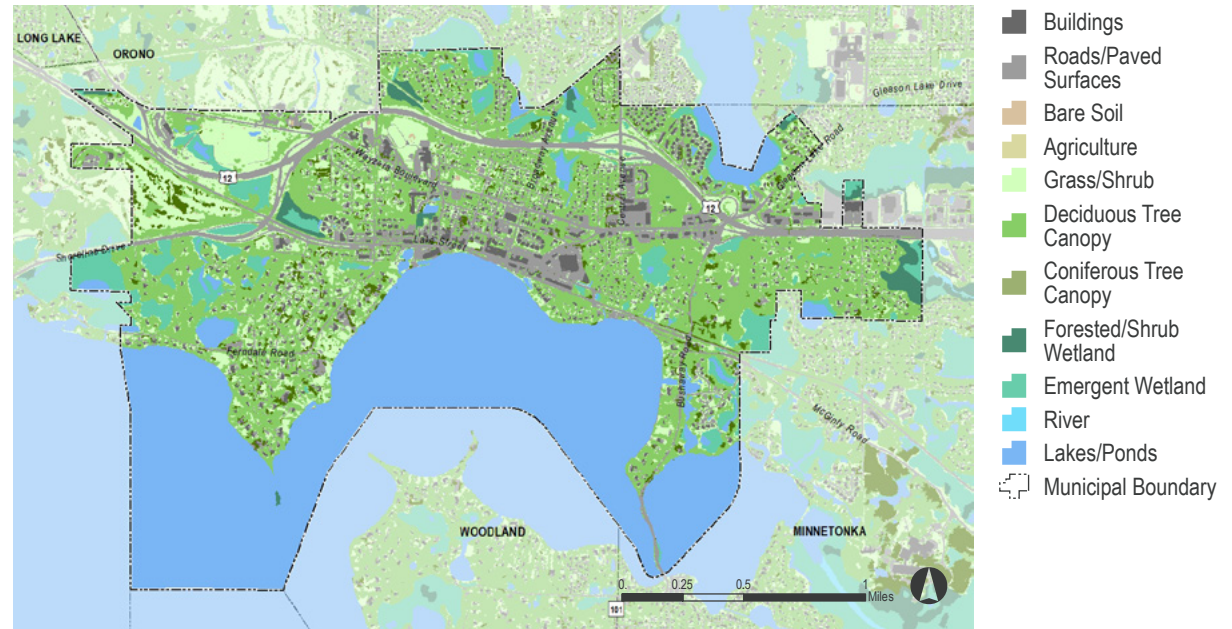 LONG LAKE
ORONO
Gleason Lake Drive
Gleason Lake Road
Wayzata Boulevard
Broadway Avenue
12
12
Shoreline Drive
Lake Street
Ferndale Road
Bushaway Road
McGinty Road
WOODLAND
MINNETONKA
0 0.25 0.5 1
Miles
101
Buildings
Roads/Paved
Surfaces
Bare Soil
Agriculture
Grass/Shrub
Deciduous Tree
Canopy
Coniferous Tree
Canopy
Forested/Shrub
Wetland
Emergent Wetland
River
Lakes/Ponds
Municipal Boundary